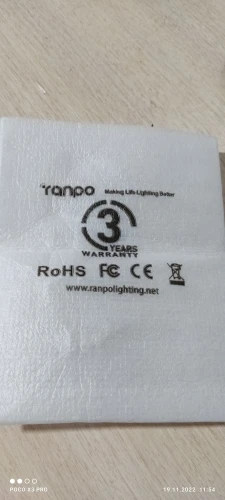 ranpo Making Life Lighting Better
3
YEARS
WARRANTY
RoHS FC CE
www.ranpolighting.net
POCO X3 PRO 19.11.2022 11:54